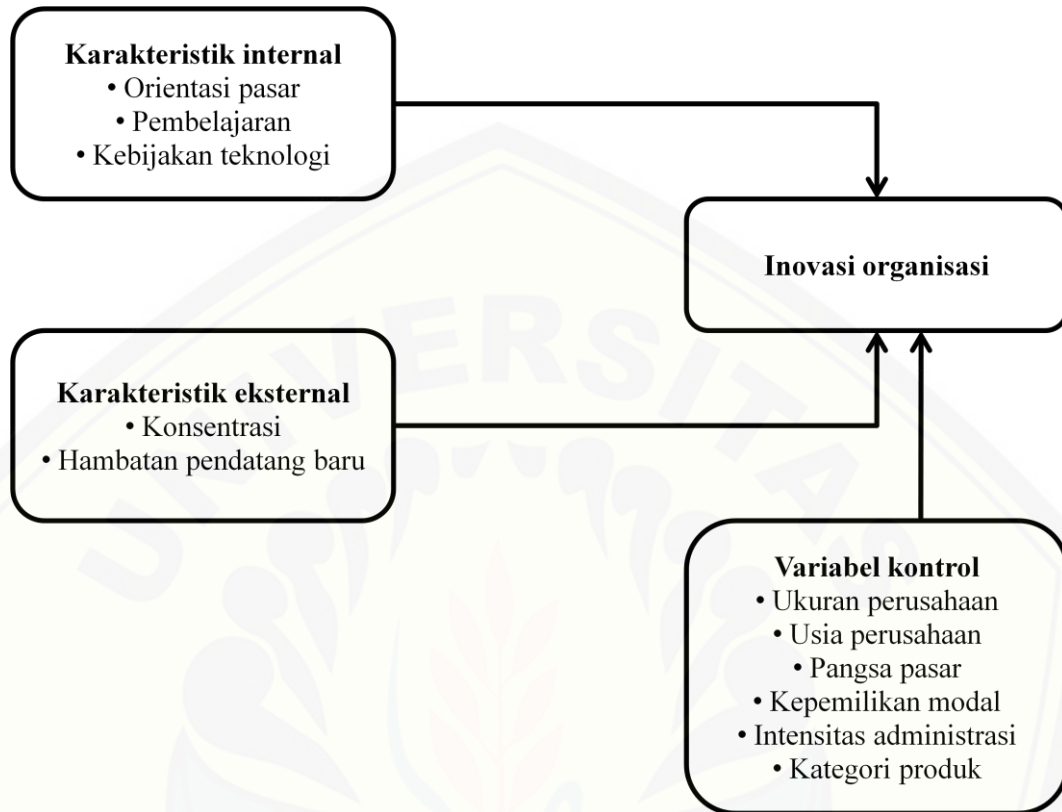 Karakteristik internal
• Orientasi pasar
• Pembelajaran
• Kebijakan teknologi
Inovasi organisasi
Karakteristik eksternal
• Konsentrasi
• Hambatan pendatang baru
Variabel kontrol
• Ukuran perusahaan
• Usia perusahaan
• Pangsa pasar
• Kepemilikan modal
• Intensitas administrasi
• Kategori produk
UNIVERSITAS